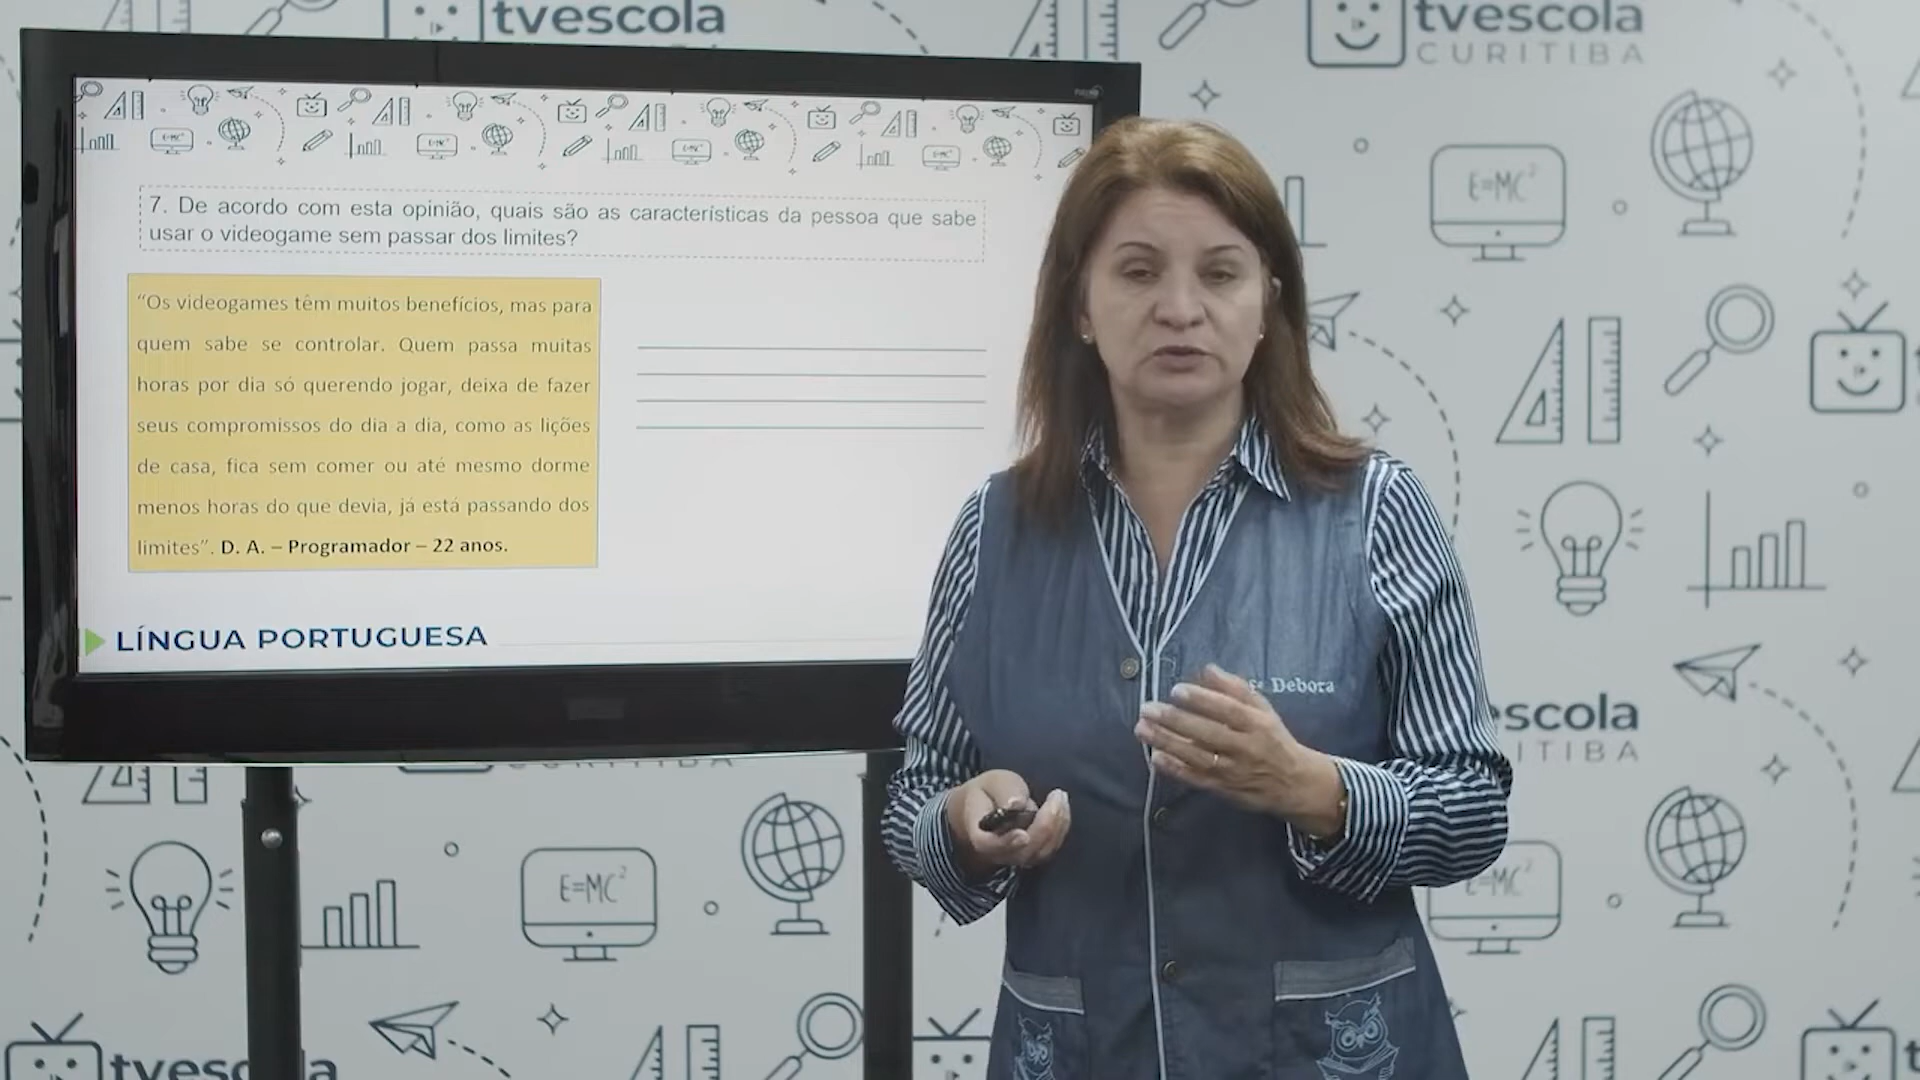 tvescola
tvescola
CURITIBA
7. De acordo com esta opinião, quais são as características da pessoa que sabe
usar o videogame sem passar dos limites?
“Os videogames têm muitos benefícios, mas para
quem sabe se controlar. Quem passa muitas
horas por dia só querendo jogar, deixa de fazer
seus compromissos do dia a dia, como as lições
de casa, fica sem comer ou até mesmo dorme
menos horas do que devia, já está passando dos
limites”. D. A. – Programador – 22 anos.
LÍNGUA PORTUGUESA
E=MC²
Debora
escola
ITIBA
CURITIBA
E=MC²
E=MC²
tvesc
a